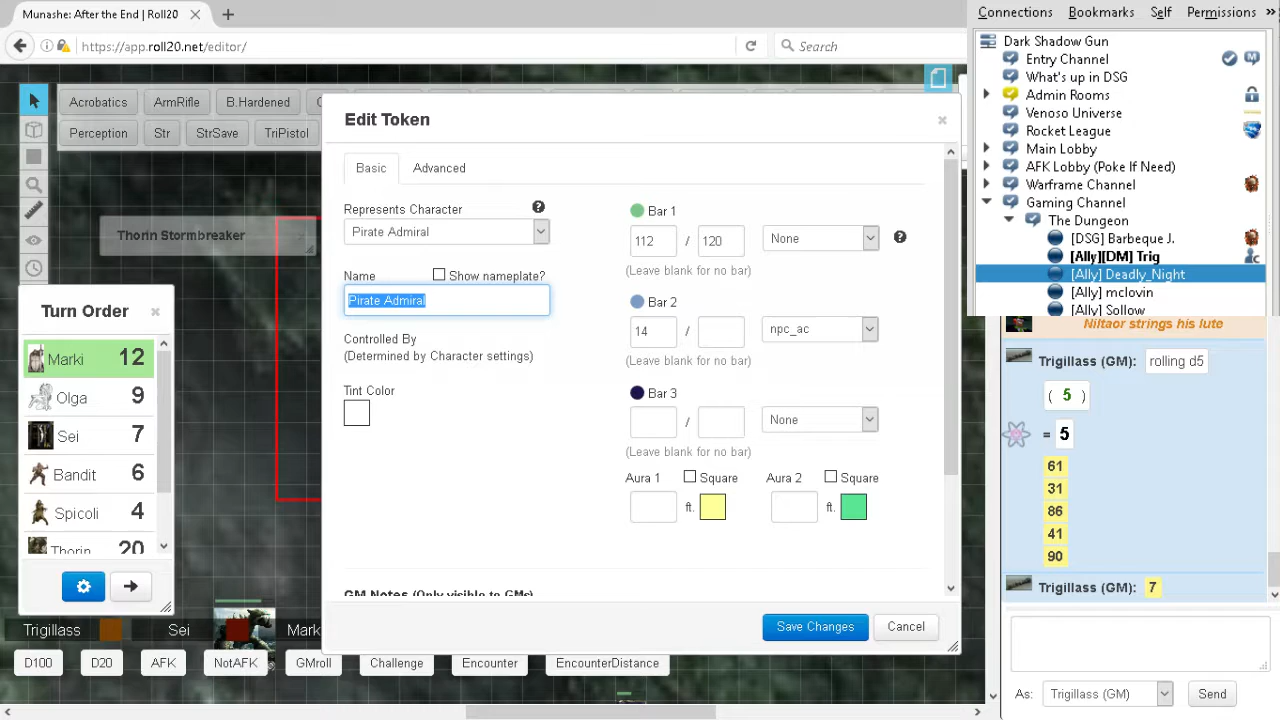 Munashe: After the End | Roll20
https://app.roll20.net/editor/
Search
Connections Bookmarks Self Permissions »
Dark Shadow Gun
Entry Channel
What's up in DSG
Admin Rooms
Venoso Universe
Rocket League
Main Lobby
AFK Lobby (Poke If Need)
Warframe Channel
Gaming Channel
The Dungeon
[DSG] Barbeque J.
[Ally][DM] Trig
[Ally] Deadly_Night
[Ally] mclovin
[Ally] Sollow
Acrobatics ArmRifle B.Hardened
Perception Str StrSave TriPistol
Thorin Stormbreaker
Turn Order
Marki 12
Olga 9
Sei 7
Bandit 6
Spicoli 4
Thorin 20
Edit Token
Basic Advanced
Represents Character
Pirate Admiral
Name Show nameplate?
Pirate Admiral
Controlled By
(Determined by Character settings)
Tint Color
Bar 1
112 / 120 None
(Leave blank for no bar)
Bar 2
14 / npc_ac
(Leave blank for no bar)
Bar 3
/ None
(Leave blank for no bar)
Aura 1 Square Aura 2 Square
ft. ft.
GM Notes (Only visible to GMs)
Save Changes Cancel
Trigillass Sei Mark
D100 D20 AFK NotAFK GMroll Challenge Encounter EncounterDistance
Niltaor strings his lute
Trigillass (GM): rolling d5
( 5 )
= 5
61
31
86
41
90
Trigillass (GM): 7
As: Trigillass (GM) Send